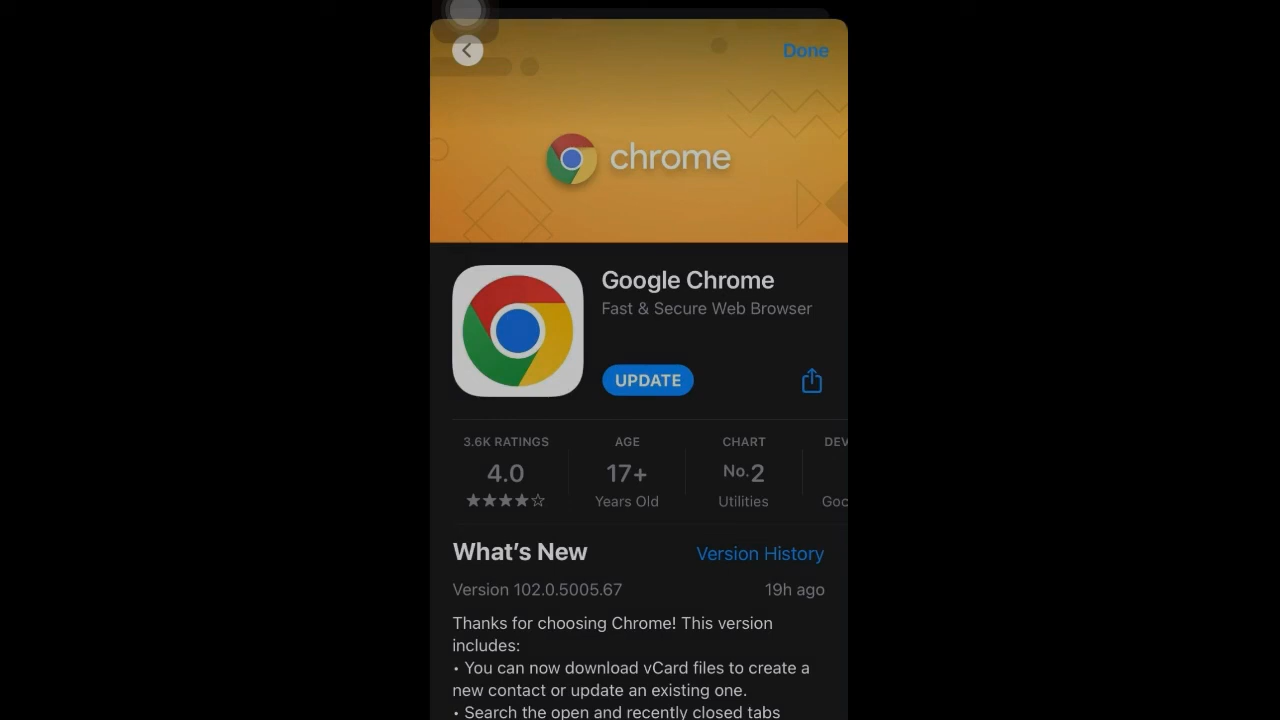 Done
chrome
Google Chrome
Fast & Secure Web Browser
UPDATE
3.6K RATINGS
AGE
CHART
DEV
4.0
17+
No.2
★★★★☆
Years Old
Utilities
Goo
What's New
Version History
Version 102.0.5005.67
19h ago
Thanks for choosing Chrome! This version
includes:
• You can now download vCard files to create a
new contact or update an existing one.
• Search the open and recently closed tabs